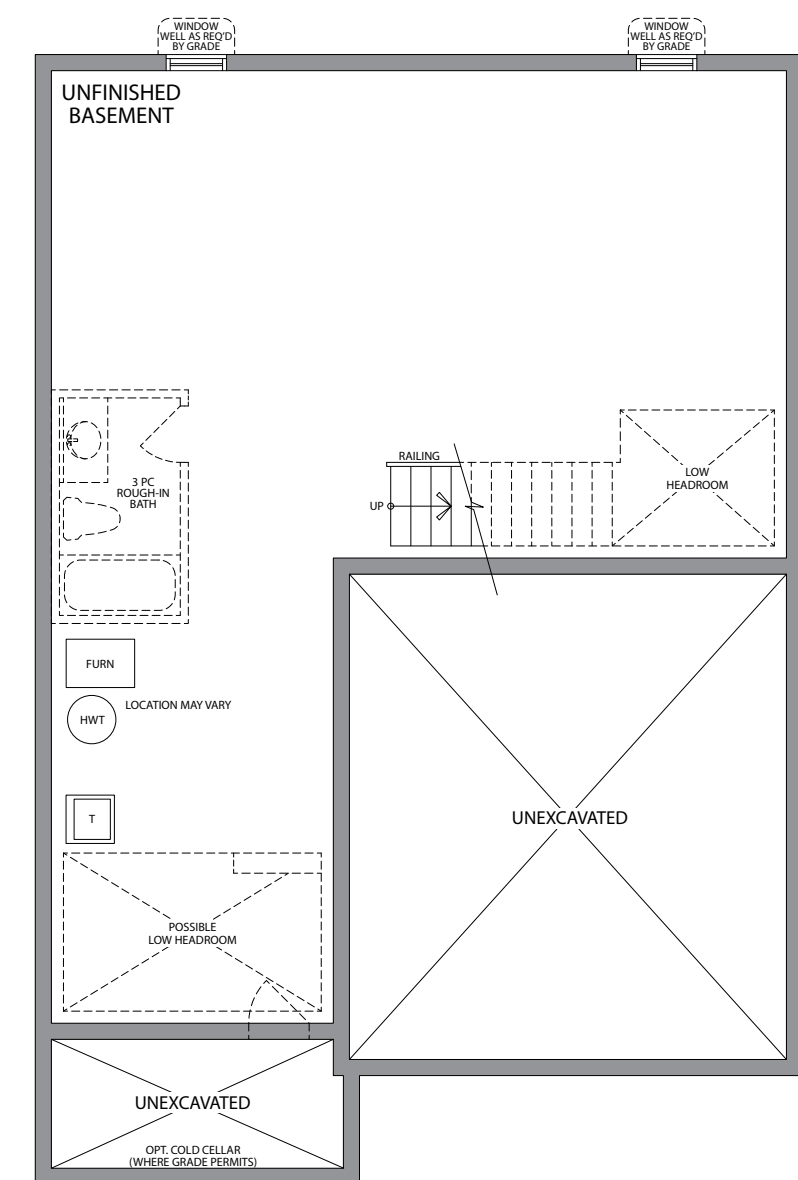 WINDOW
WELL AS REQ'D
BY GRADE
WINDOW
WELL AS REQ'D
BY GRADE
UNFINISHED
BASEMENT
RAILING
LOW
HEADROOM
3 PC
ROUGH-IN
BATH
UP
FURN
LOCATION MAY VARY
HWT
T
UNEXCAVATED
POSSIBLE
LOW HEADROOM
UNEXCAVATED
OPT. COLD CELLAR
(WHERE GRADE PERMITS)